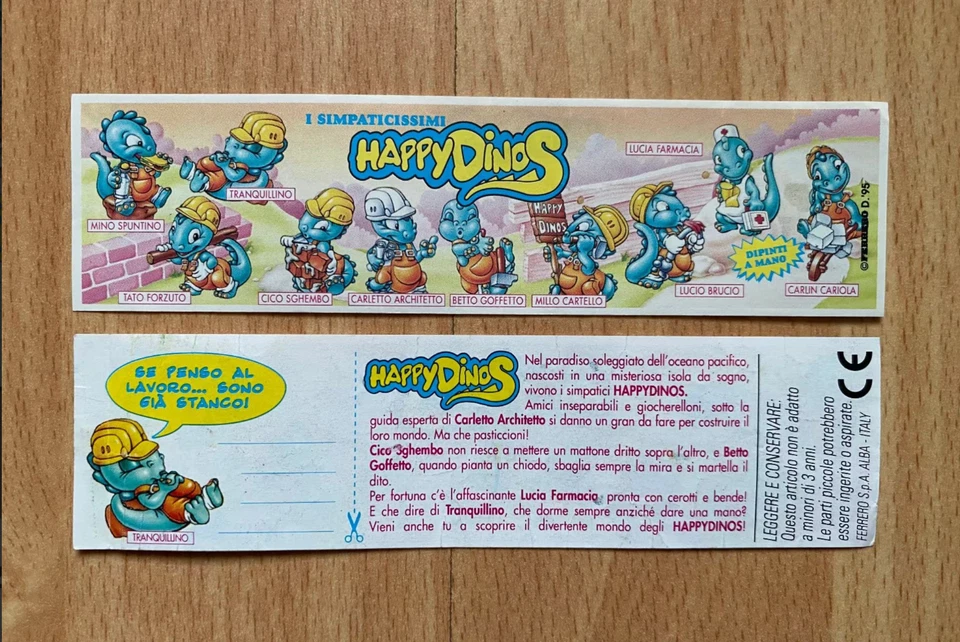 I SIMPATICISSIMI
HAPPYDINOS
LUCIA FARMACIA
TRANQUILLINO
MINO SPUNTINO
HAPPY
DINOS
DIPINTI
A MANO
TATO FORZUTO
CICO SGHEMBO
CARLETTO ARCHITETTO
BETTO GOFFETTO
MILLO CARTELLO
LUCIO BRUCIO
CARLIN CARIOLA
© FERRERO D. '95
SE PENSO AL
LAVORO... SONO
GIÀ STANCO!
TRANQUILLINO
HAPPYDINOS
Nel paradiso soleggiato dell'oceano pacifico,
nascosti in una misteriosa isola da sogno,
vivono i simpatici HAPPYDINOS.
Amici inseparabili e giocherelloni, sotto la
guida esperta di Carletto Architetto si danno un gran da fare per costruire il
loro mondo. Ma che pasticcioni!
Cico Sghembo non riesce a mettere un mattone dritto sopra l'altro, e Betto
Goffetto, quando pianta un chiodo, sbaglia sempre la mira e si martella il
dito.
Per fortuna c'è l'affascinante Lucia Farmacia, pronta con cerotti e bende!
E che dire di Tranquillino, che dorme sempre anziché dare una mano?
Vieni anche tu a scoprire il divertente mondo degli HAPPYDINOS!
LEGGERE E CONSERVARE:
Questo articolo non è adatto
a minori di 3 anni.
Le parti piccole potrebbero
essere ingerite o aspirate.
FERRERO S.p.A. ALBA - ITALY
CE